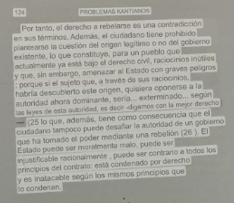 124 PROBLEMAS KANTIANOS
Por tanto, el derecho a rebelarse es una contradicción
en sus términos. Además, el ciudadano tiene prohibido
plantearse la cuestión del origen legítimo o no del gobierno
existente, lo que constituye, para un pueblo que
actualmente ya está bajo el derecho civil, raciocinios inútiles
y que, sin embargo, amenazar al Estado con graves peligros
; porque si el sujeto que, a través de sus raciocinios,
habría descubierto este origen, quisiera oponerse a la
autoridad ahora dominante, sería... exterminado... según
las leyes de esta autoridad, es decir -digamos con la mejor derecho
— (25 lo que, además, tiene como consecuencia que el
ciudadano tampoco puede desafiar la autoridad de un gobierno
que ha tomado el poder mediante una rebelión (26 ). El
Estado puede ser moralmente malo, puede ser
injustificable racionalmente , puede ser contrario a todos los
principios del contrato: está condenado por derecho
y es inatacable según los mismos principios que
lo condenan.